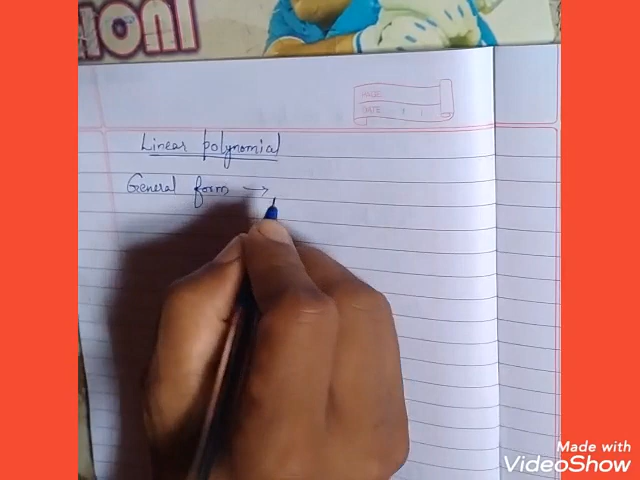 PAGE
DATE
Linear polynomial
General form →
Made with
VideoShow